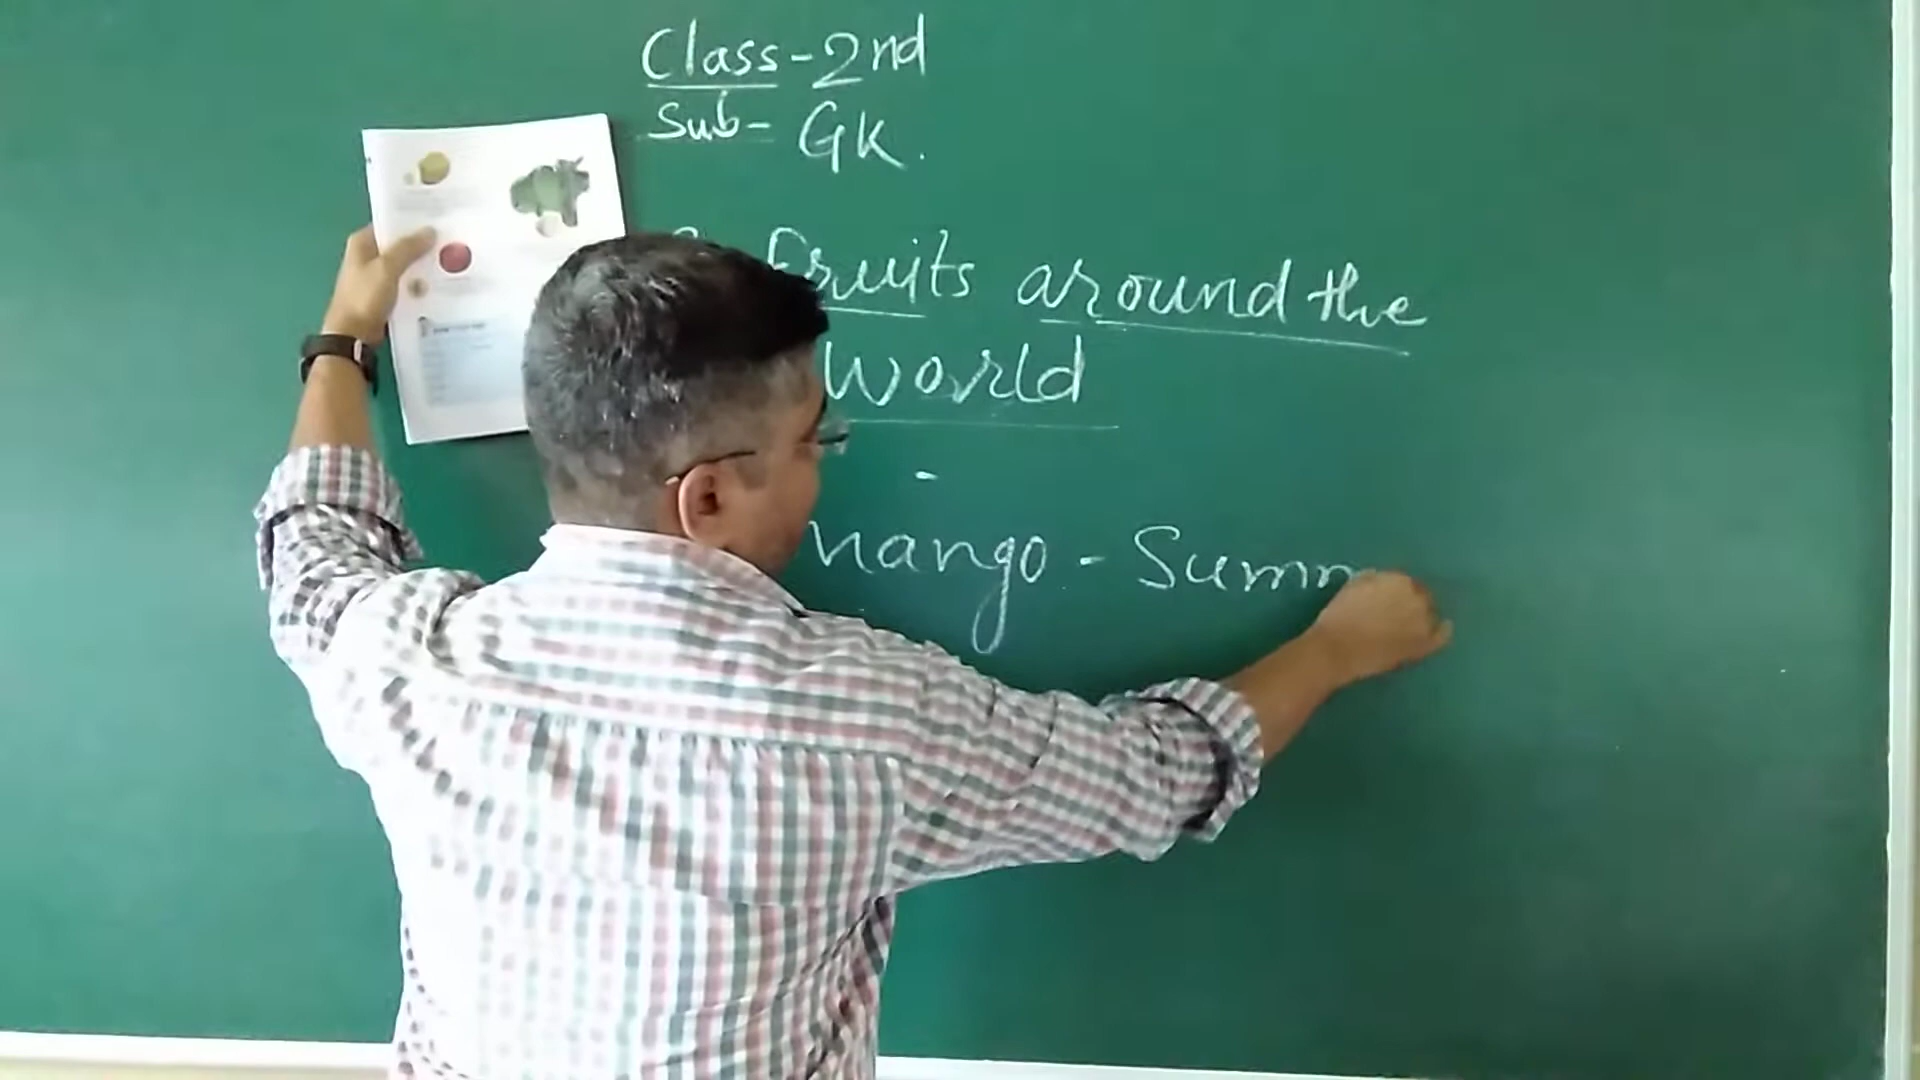 Class-2nd
Sub- GK.
Fruits around the
World
Mango - Summ